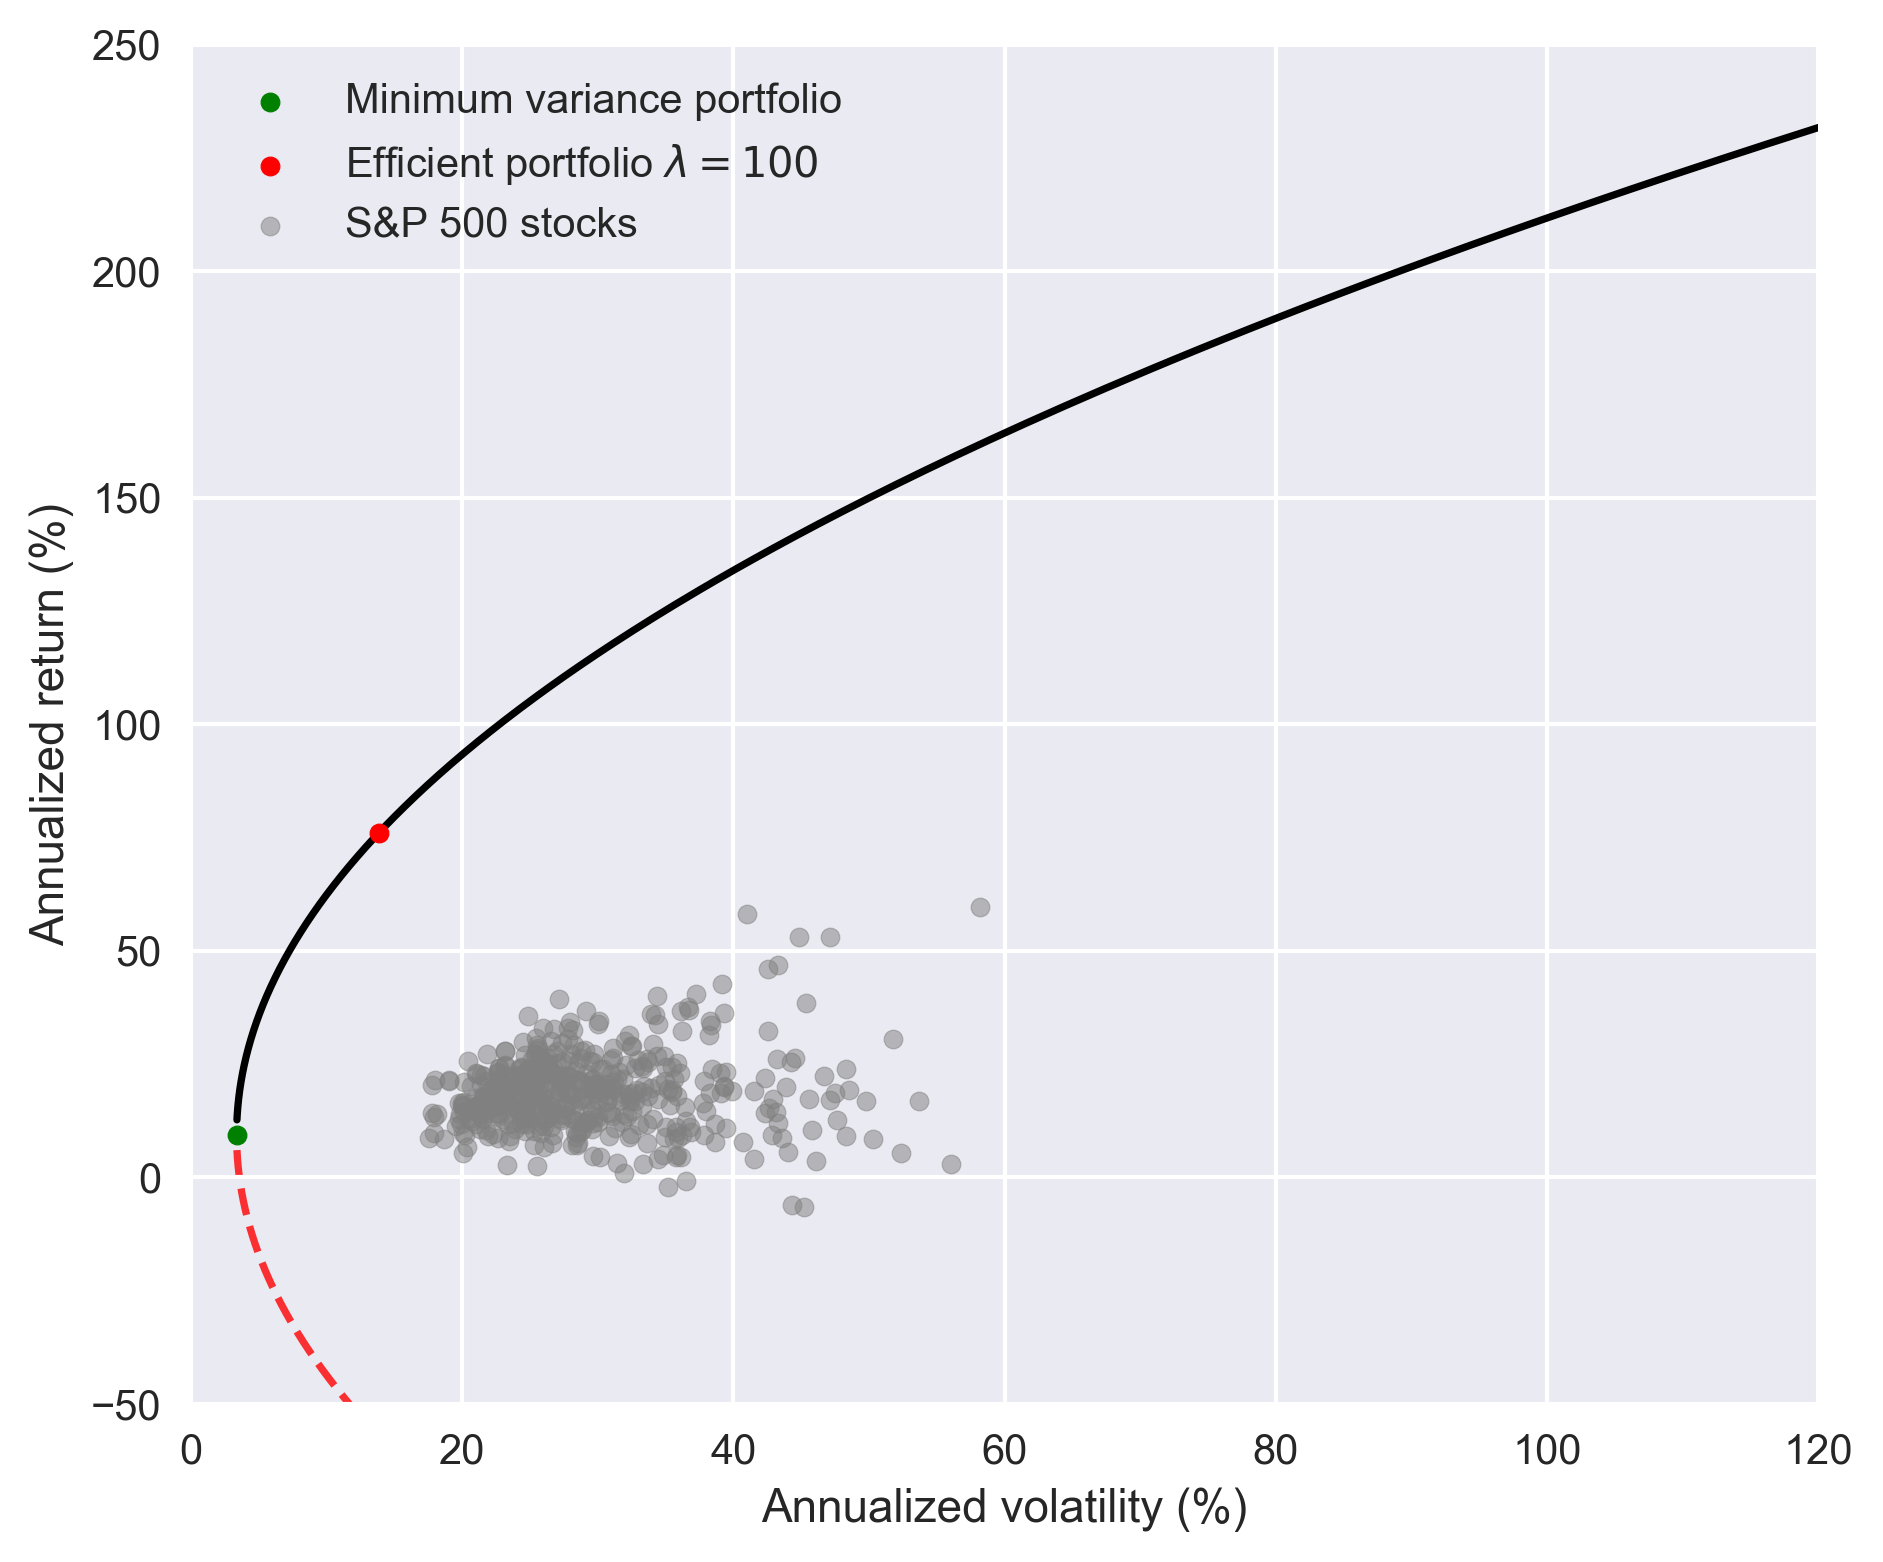 250
200
150
100
50
0
−50
0 20 40 60 80 100 120
Annualized return (%)
Annualized volatility (%)
Minimum variance portfolio
Efficient portfolio λ = 100
S&P 500 stocks